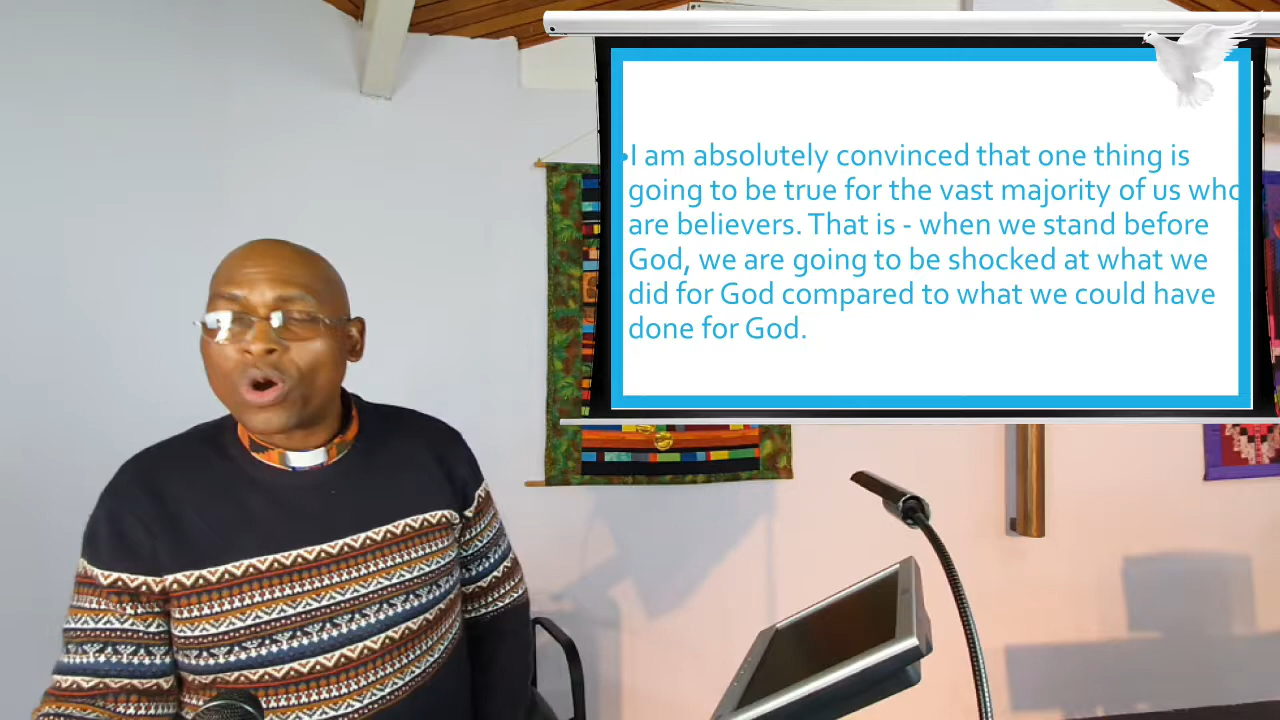 •I am absolutely convinced that one thing is
going to be true for the vast majority of us who
are believers. That is - when we stand before
God, we are going to be shocked at what we
did for God compared to what we could have
done for God.